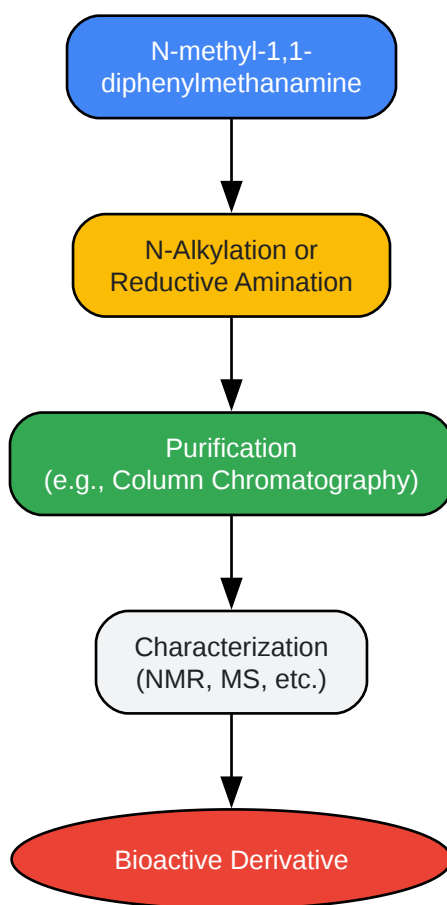 N-methyl-1,1-
diphenylmethanamine
N-Alkylation or
Reductive Amination
Purification
(e.g., Column Chromatography)
Characterization
(NMR, MS, etc.)
Bioactive Derivative